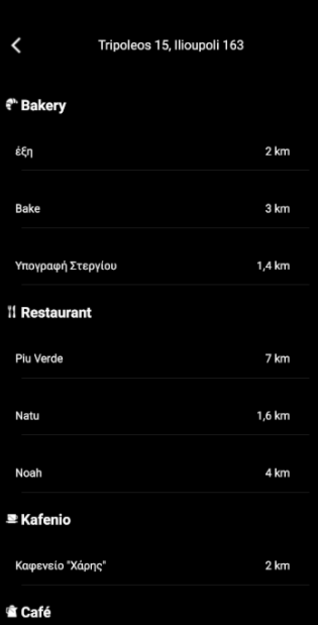 Tripoleos 15, Ilioupoli 163
Bakery
έξη 2 km
Bake 3 km
Υπογραφή Στεργίου 1,4 km
Restaurant
Piu Verde 7 km
Natu 1,6 km
Noah 4 km
Kafenio
Καφενείο "Χάρης" 2 km
Café